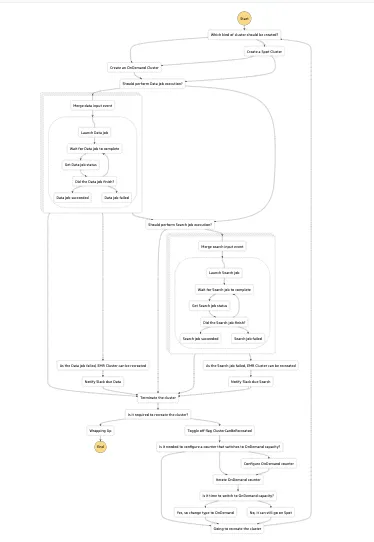 Start
Which kind of cluster should be created?
Create a Spot Cluster
Create an OnDemand Cluster
Should perform Data job execution?
Merge data input event
Launch Data job
Wait for Data job to complete
Get Data job status
Did the Data job finish?
Data job succeeded
Data job failed
Should perform Search job execution?
Merge search input event
Launch Search job
Wait for Search job to complete
Get Search job status
Did the Search job finish?
Search job succeeded
Search job failed
As the Data job failed, EMR Cluster can be recreated
As the Search job failed, EMR Cluster can be recreated
Notify Slack due Data
Notify Slack due Search
Terminate the cluster
Is it required to recreate the cluster?
Wrapping Up
Toggle off flag ClusterCanBeRecreated
End
Is it needed to configure a counter that switches to OnDemand capacity?
Configure OnDemand counter
Iterate OnDemand counter
Is it time to switch to OnDemand capacity?
Yes, so change type to OnDemand
No, it can still go on Spot
Going to recreate the cluster